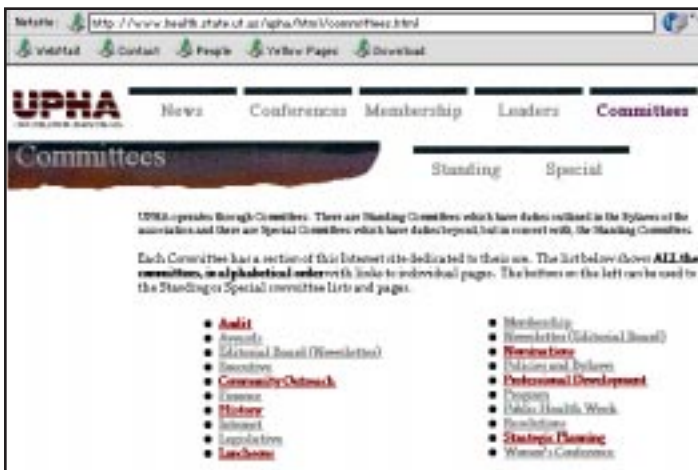 Netsite: http://www.health.state.ut.us/upha/html/committees.html
WebMail Contact People Yellow Pages Download
UPHA News Conferences Membership Leaders Committees
Committees
Standing Special
UPHA operates through Committees. There are Standing Committees which have duties outlined in the Bylaws of the
association and there are Special Committees which have duties beyond, but in concert with, the Standing Committees.
Each Committee has a section of this Internet site dedicated to their use. The list below shows ALL the
committees, in alphabetical order with links to individual pages. The buttons on the left can be used to
the Standing or Special committee lists and pages.
Audit
Awards
Editorial Board (Newsletter)
Executive
Community Outreach
Finance
History
Internet
Legislative
Luncheons
Membership
Newsletter (Editorial Board)
Nominations
Policies and Bylaws
Professional Development
Program
Public Health Week
Resolutions
Strategic Planning
Women's Conference